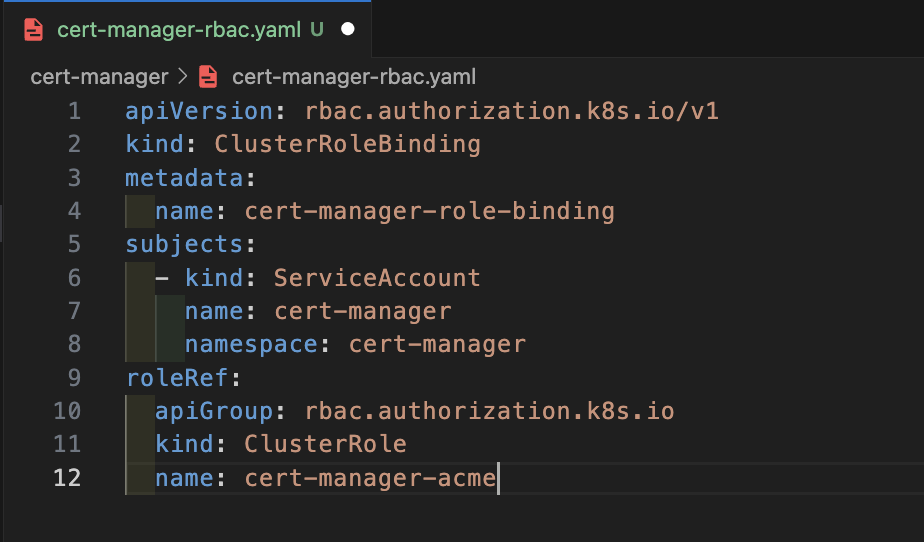 cert-manager-rbac.yaml U
cert-manager > cert-manager-rbac.yaml
1 apiVersion: rbac.authorization.k8s.io/v1
2 kind: ClusterRoleBinding
3 metadata:
4   name: cert-manager-role-binding
5 subjects:
6   - kind: ServiceAccount
7     name: cert-manager
8     namespace: cert-manager
9 roleRef:
10   apiGroup: rbac.authorization.k8s.io
11   kind: ClusterRole
12   name: cert-manager-acme